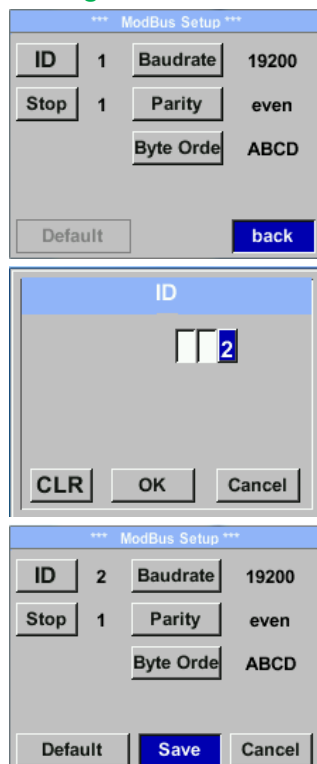 *** ModBus Setup ***
ID 1 Baudrate 19200
Stop 1 Parity even
Byte Orde ABCD
Default back
ID
2
CLR OK Cancel
*** ModBus Setup ***
ID 2 Baudrate 19200
Stop 1 Parity even
Byte Orde ABCD
Default Save Cancel